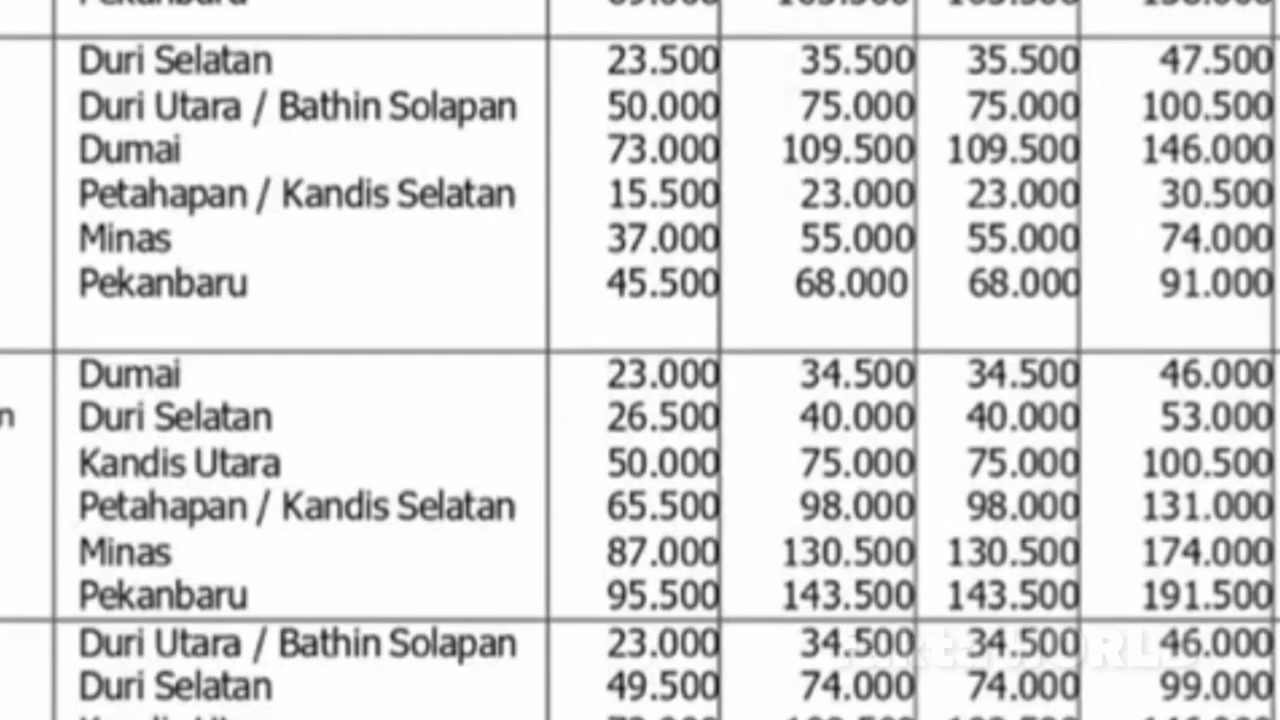 Pekanbaru
Duri Selatan 23.500 35.500 35.500 47.500
Duri Utara / Bathin Solapan 50.000 75.000 75.000 100.500
Dumai 73.000 109.500 109.500 146.000
Petahapan / Kandis Selatan 15.500 23.000 23.000 30.500
Minas 37.000 55.000 55.000 74.000
Pekanbaru 45.500 68.000 68.000 91.000
Dumai 23.000 34.500 34.500 46.000
n Duri Selatan 26.500 40.000 40.000 53.000
Kandis Utara 50.000 75.000 75.000 100.500
Petahapan / Kandis Selatan 65.500 98.000 98.000 131.000
Minas 87.000 130.500 130.500 174.000
Pekanbaru 95.500 143.500 143.500 191.500
Duri Utara / Bathin Solapan 23.000 34.500 34.500 46.000
Duri Selatan 49.500 74.000 74.000 99.000